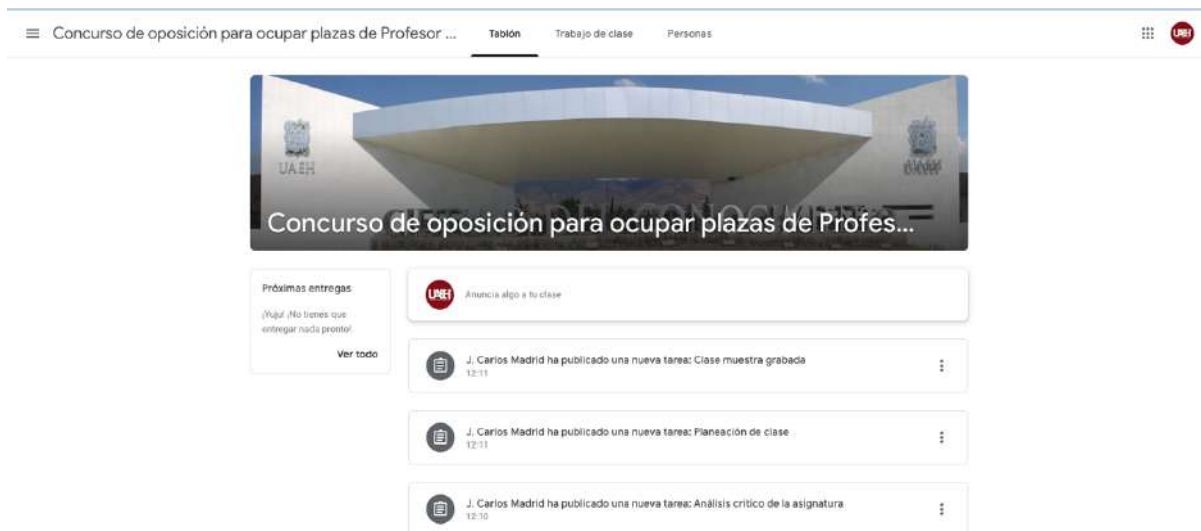 Concurso de oposición para ocupar plazas de Profesor ...
Tablón
Trabajo de clase
Personas
UAEH
UAEH
Concurso de oposición para ocupar plazas de Profes...
Próximas entregas
¡Yuju! ¡No tienes que
entregar nada pronto!
Ver todo
UAEH
Anuncia algo a tu clase
J. Carlos Madrid ha publicado una nueva tarea: Clase muestra grabada
12:11
J. Carlos Madrid ha publicado una nueva tarea: Planeación de clase
12:11
J. Carlos Madrid ha publicado una nueva tarea: Análisis crítico de la asignatura
12:10